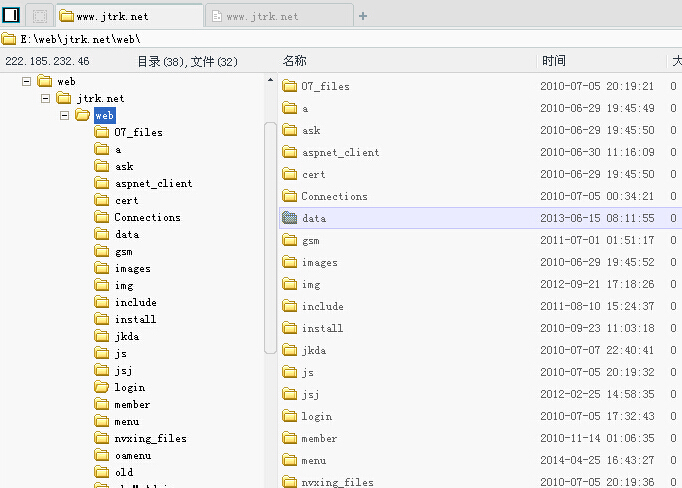 www.jtrk.net
www.jtrk.net
E:\web\jtrk.net\web\
222.185.232.46 目录(38),文件(32)
web
jtrk.net
web
07_files
a
ask
aspnet_client
cert
Connections
data
gsm
images
img
include
install
jkda
js
jsj
login
member
menu
nvxing_files
oamenu
old
名称 时间 大
07_files 2010-07-05 20:19:21 0
a 2010-06-29 19:45:49 0
ask 2010-06-29 19:45:50 0
aspnet_client 2010-06-30 11:16:09 0
cert 2010-06-29 19:45:50 0
Connections 2010-07-05 00:34:21 0
data 2013-06-15 08:11:55 0
gsm 2011-07-01 01:51:17 0
images 2010-06-29 19:45:52 0
img 2012-09-21 17:18:26 0
include 2011-08-10 15:24:37 0
install 2010-09-23 11:03:18 0
jkda 2010-07-07 22:40:41 0
js 2010-07-05 20:19:32 0
jsj 2012-02-25 14:58:35 0
login 2010-07-05 17:32:43 0
member 2010-11-14 01:06:35 0
menu 2014-04-25 16:43:27 0
nvxing_files 2010-07-05 20:19:36 0